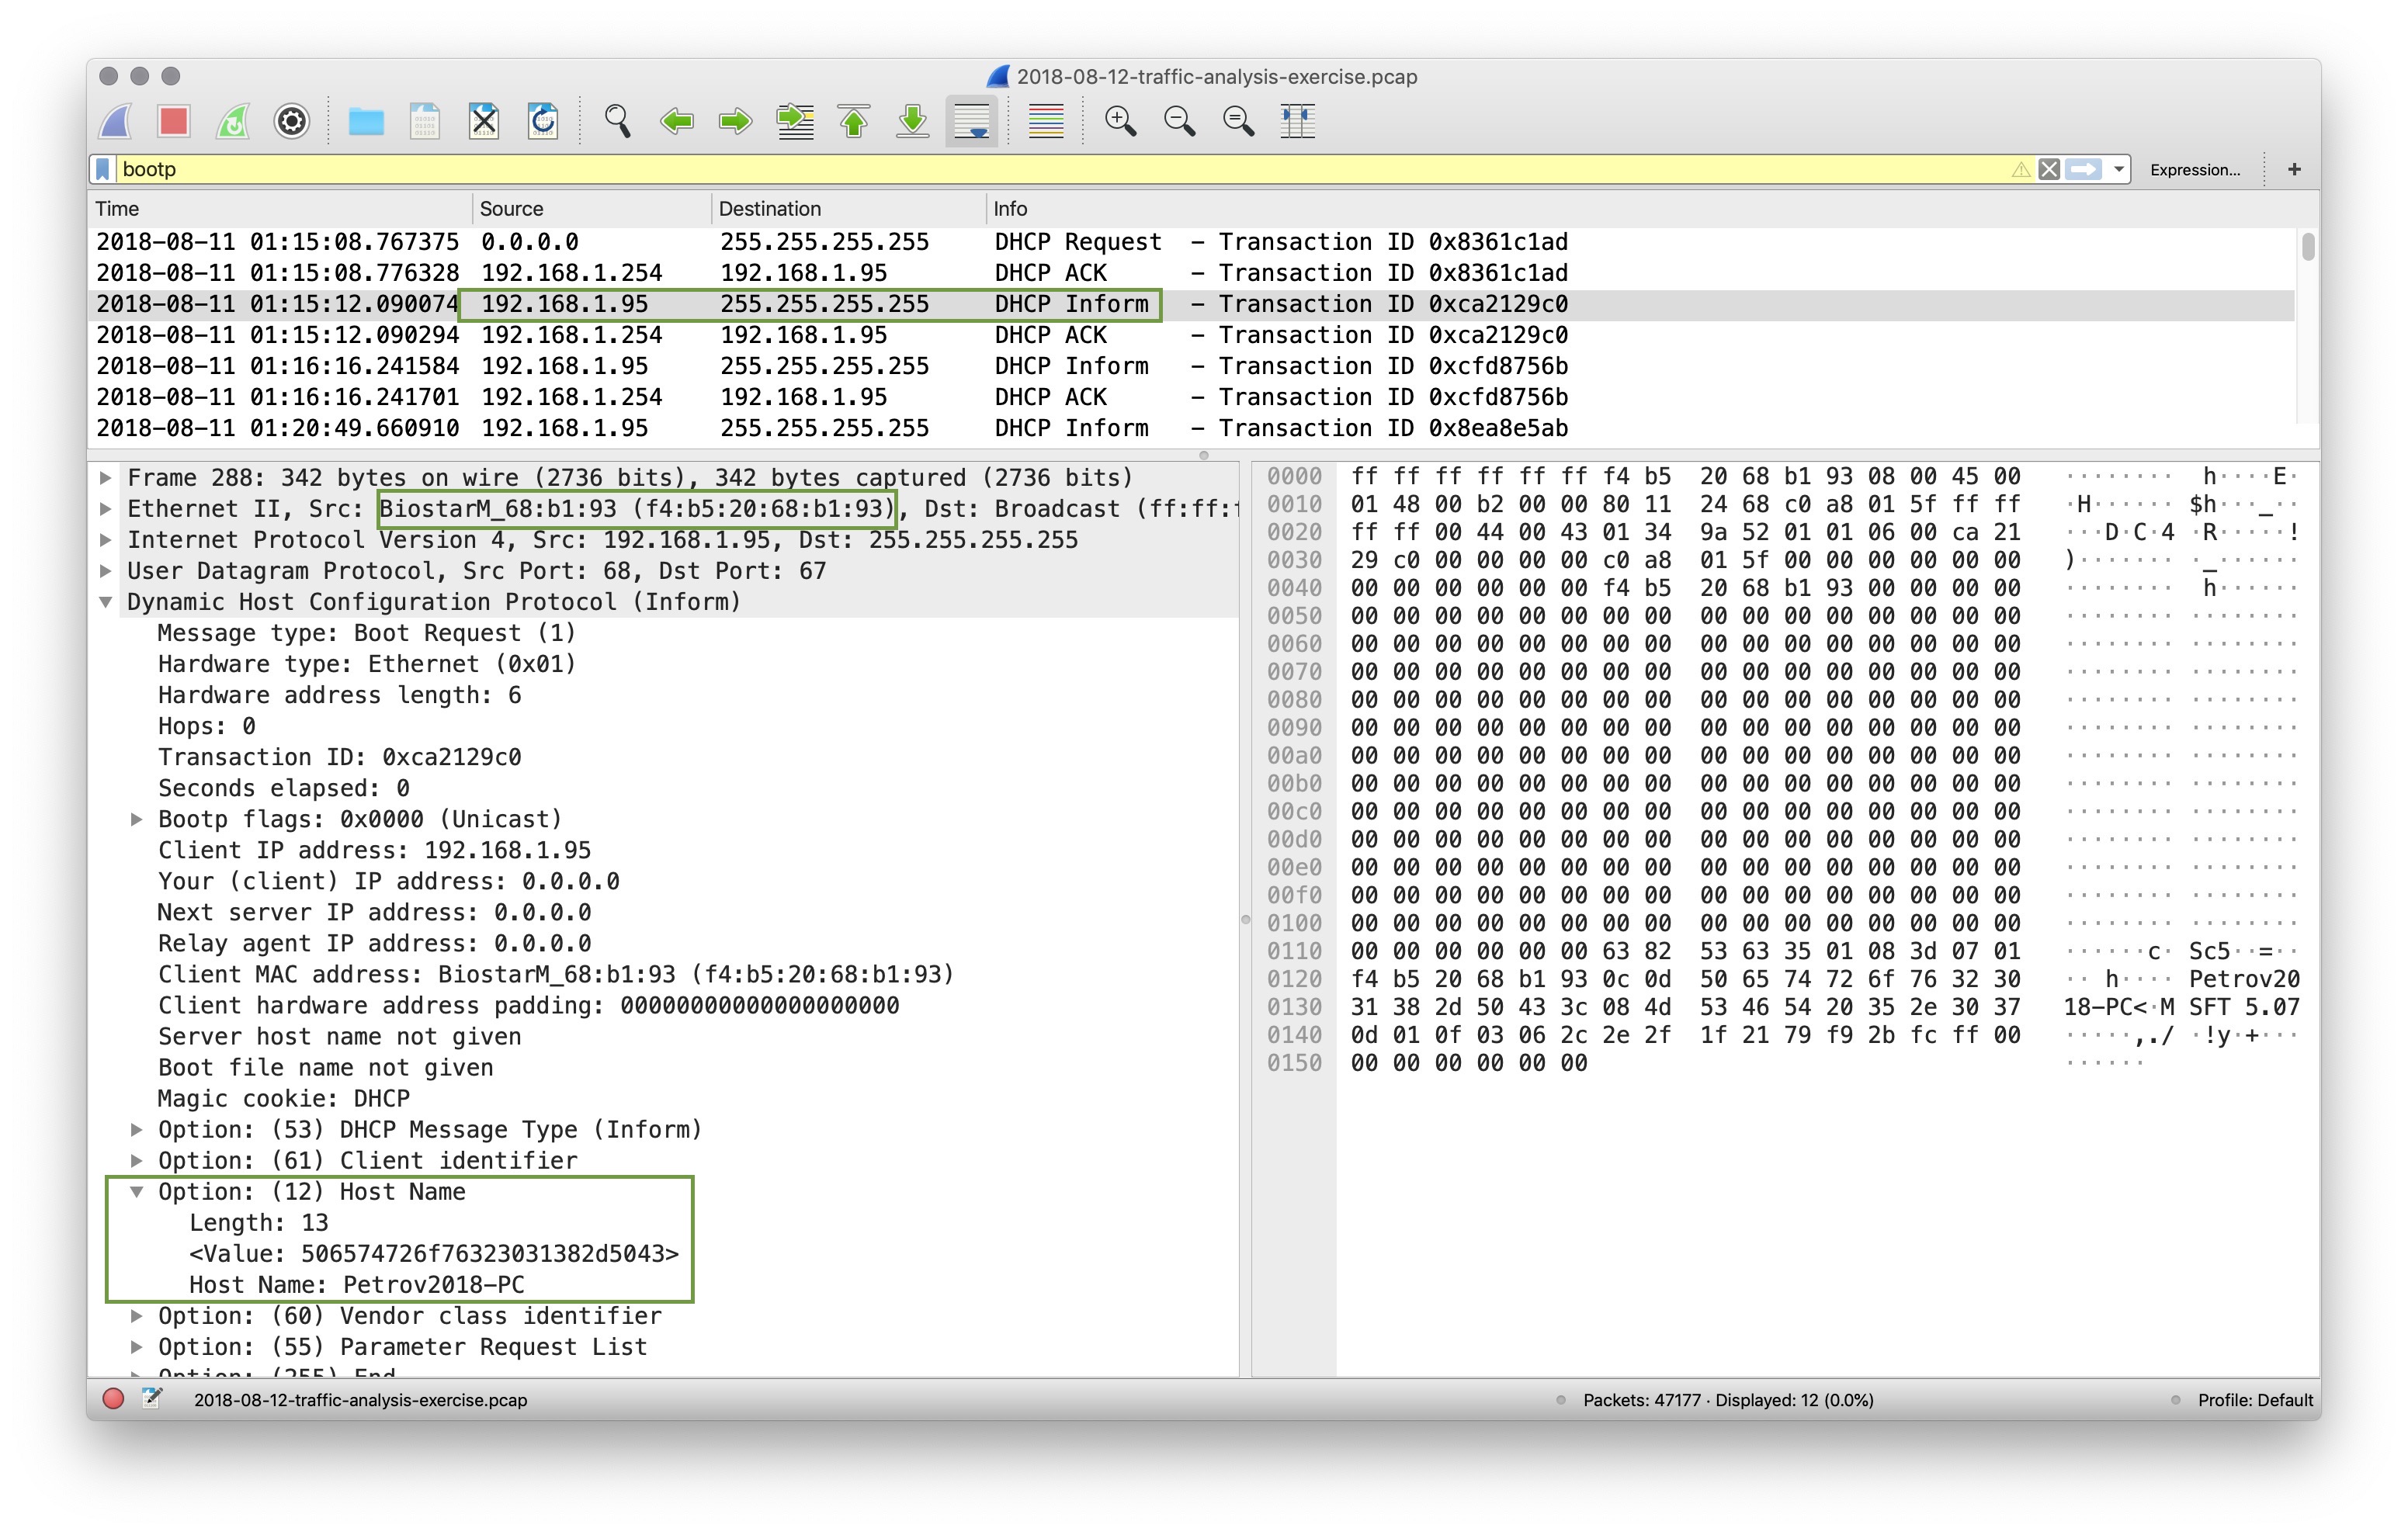 2018-08-12-traffic-analysis-exercise.pcap
bootp
Expression...
+
Time Source Destination Info
2018-08-11 01:15:08.767375 0.0.0.0 255.255.255.255 DHCP Request - Transaction ID 0x8361c1ad
2018-08-11 01:15:08.776328 192.168.1.254 192.168.1.95 DHCP ACK - Transaction ID 0x8361c1ad
2018-08-11 01:15:12.090074 192.168.1.95 255.255.255.255 DHCP Inform - Transaction ID 0xca2129c0
2018-08-11 01:15:12.090294 192.168.1.254 192.168.1.95 DHCP ACK - Transaction ID 0xca2129c0
2018-08-11 01:16:16.241584 192.168.1.95 255.255.255.255 DHCP Inform - Transaction ID 0xcfd8756b
2018-08-11 01:16:16.241701 192.168.1.254 192.168.1.95 DHCP ACK - Transaction ID 0xcfd8756b
2018-08-11 01:20:49.660910 192.168.1.95 255.255.255.255 DHCP Inform - Transaction ID 0x8ea8e5ab
Frame 288: 342 bytes on wire (2736 bits), 342 bytes captured (2736 bits)
Ethernet II, Src: BiostarM_68:b1:93 (f4:b5:20:68:b1:93), Dst: Broadcast (ff:ff:f
Internet Protocol Version 4, Src: 192.168.1.95, Dst: 255.255.255.255
User Datagram Protocol, Src Port: 68, Dst Port: 67
Dynamic Host Configuration Protocol (Inform)
Message type: Boot Request (1)
Hardware type: Ethernet (0x01)
Hardware address length: 6
Hops: 0
Transaction ID: 0xca2129c0
Seconds elapsed: 0
Bootp flags: 0x0000 (Unicast)
Client IP address: 192.168.1.95
Your (client) IP address: 0.0.0.0
Next server IP address: 0.0.0.0
Relay agent IP address: 0.0.0.0
Client MAC address: BiostarM_68:b1:93 (f4:b5:20:68:b1:93)
Client hardware address padding: 00000000000000000000
Server host name not given
Boot file name not given
Magic cookie: DHCP
Option: (53) DHCP Message Type (Inform)
Option: (61) Client identifier
Option: (12) Host Name
Length: 13
<Value: 506574726f76323031382d5043>
Host Name: Petrov2018-PC
Option: (60) Vendor class identifier
Option: (55) Parameter Request List
Option: (255) End
0000 ff ff ff ff ff ff f4 b5 20 68 b1 93 08 00 45 00 ········ h····E·
0010 01 48 00 b2 00 00 80 11 24 68 c0 a8 01 5f ff ff ·H······ $h···_··
0020 ff ff 00 44 00 43 01 34 9a 52 01 01 06 00 ca 21 ···D·C·4 ·R·····!
0030 29 c0 00 00 00 00 c0 a8 01 5f 00 00 00 00 00 00 )······· ·_······
0040 00 00 00 00 00 00 f4 b5 20 68 b1 93 00 00 00 00 ········ h······
0050 00 00 00 00 00 00 00 00 00 00 00 00 00 00 00 00 ········ ········
0060 00 00 00 00 00 00 00 00 00 00 00 00 00 00 00 00 ········ ········
0070 00 00 00 00 00 00 00 00 00 00 00 00 00 00 00 00 ········ ········
0080 00 00 00 00 00 00 00 00 00 00 00 00 00 00 00 00 ········ ········
0090 00 00 00 00 00 00 00 00 00 00 00 00 00 00 00 00 ········ ········
00a0 00 00 00 00 00 00 00 00 00 00 00 00 00 00 00 00 ········ ········
00b0 00 00 00 00 00 00 00 00 00 00 00 00 00 00 00 00 ········ ········
00c0 00 00 00 00 00 00 00 00 00 00 00 00 00 00 00 00 ········ ········
00d0 00 00 00 00 00 00 00 00 00 00 00 00 00 00 00 00 ········ ········
00e0 00 00 00 00 00 00 00 00 00 00 00 00 00 00 00 00 ········ ········
00f0 00 00 00 00 00 00 00 00 00 00 00 00 00 00 00 00 ········ ········
0100 00 00 00 00 00 00 00 00 00 00 00 00 00 00 00 00 ········ ········
0110 00 00 00 00 00 00 63 82 53 63 35 01 08 3d 07 01 ······c· Sc5··=··
0120 f4 b5 20 68 b1 93 0c 0d 50 65 74 72 6f 76 32 30 ·· h···· Petrov20
0130 31 38 2d 50 43 3c 08 4d 53 46 54 20 35 2e 30 37 18-PC<·M SFT 5.07
0140 0d 01 0f 03 06 2c 2e 2f 1f 21 79 f9 2b fc ff 00 ·····,./ ·!y·+···
0150 00 00 00 00 00 00 ······
2018-08-12-traffic-analysis-exercise.pcap
Packets: 47177 · Displayed: 12 (0.0%)
Profile: Default